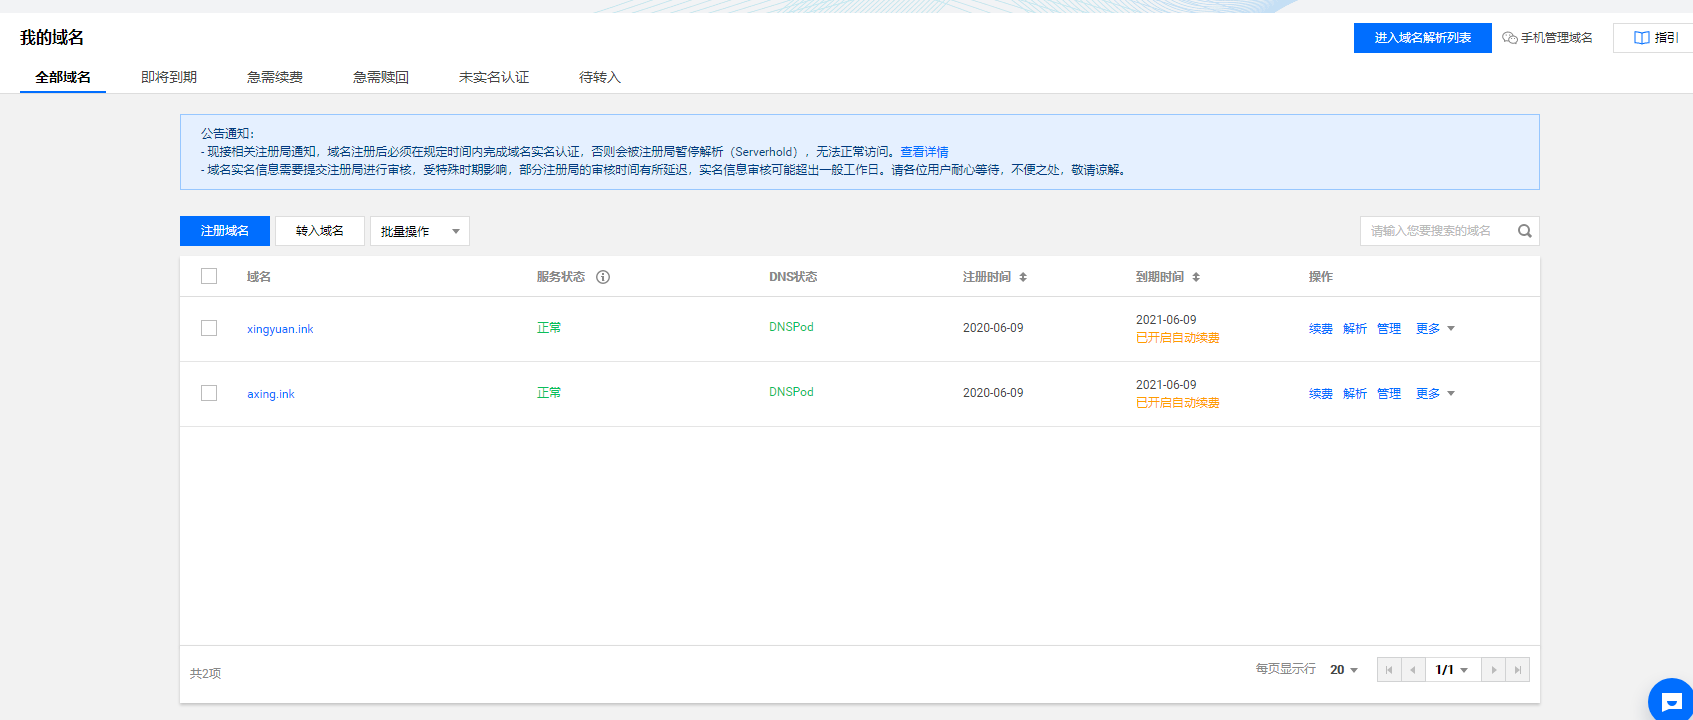 我的域名
进入域名解析列表 手机管理域名 指引
全部域名 即将到期 急需续费 急需赎回 未实名认证 待转入
公告通知：
- 现接相关注册局通知，域名注册后必须在规定时间内完成域名实名认证，否则会被注册局暂停解析（Serverhold），无法正常访问。查看详情
- 域名实名信息需要提交注册局进行审核，受特殊时期影响，部分注册局的审核时间有所延迟，实名信息审核可能超出一般工作日。请各位用户耐心等待，不便之处，敬请谅解。
注册域名 转入域名 批量操作 请输入您要搜索的域名
域名 服务状态 DNS状态 注册时间 到期时间 操作
xingyuan.ink 正常 DNSPod 2020-06-09 2021-06-09 续费 解析 管理 更多
已开启自动续费
axing.ink 正常 DNSPod 2020-06-09 2021-06-09 续费 解析 管理 更多
已开启自动续费
共2项 每页显示行 20 1/1